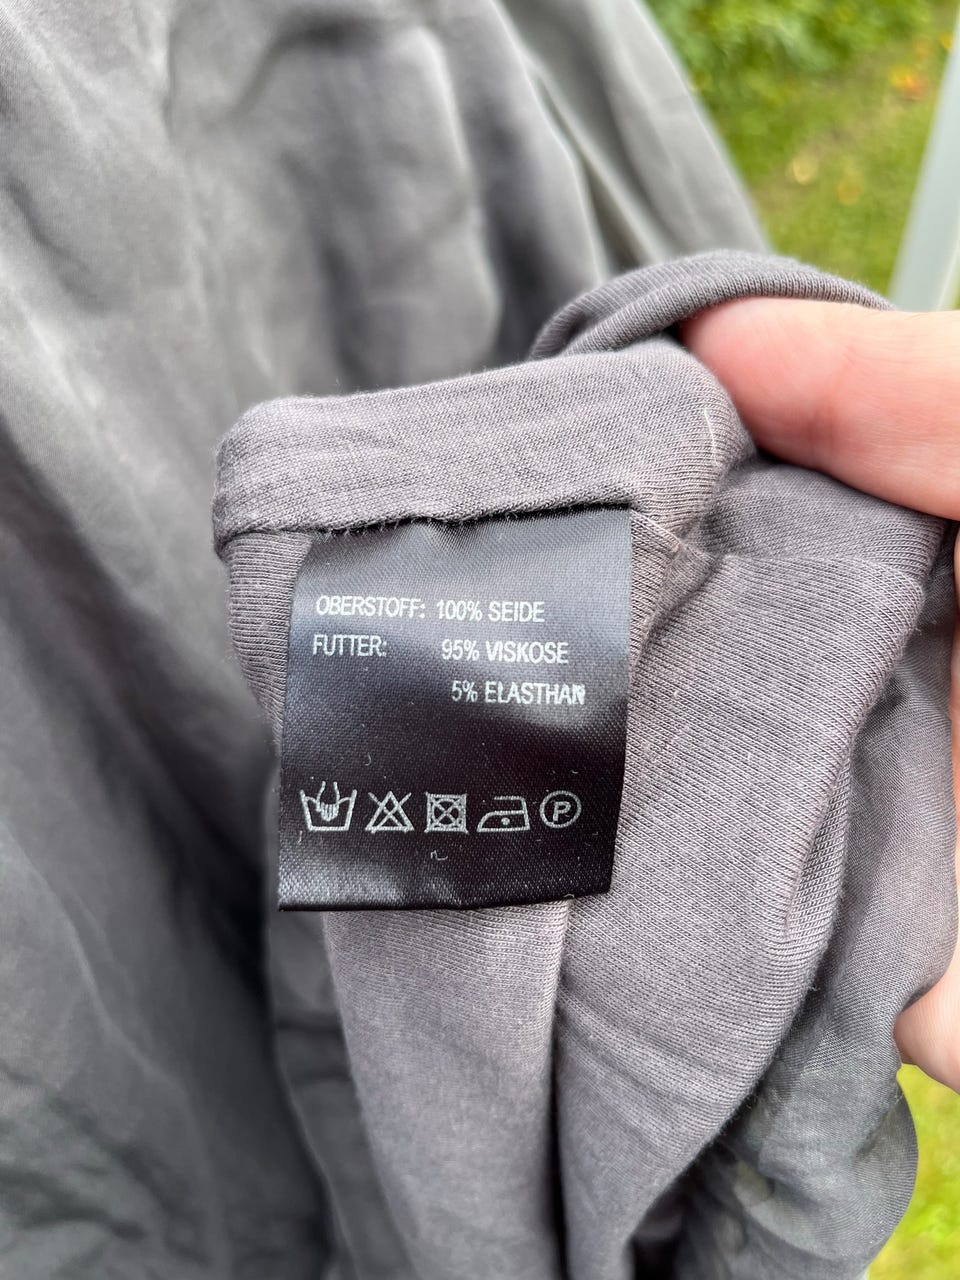 OBERSTOFF: 100% SEIDE
FUTTER: 95% VISKOSE
5% ELASTHAN
P